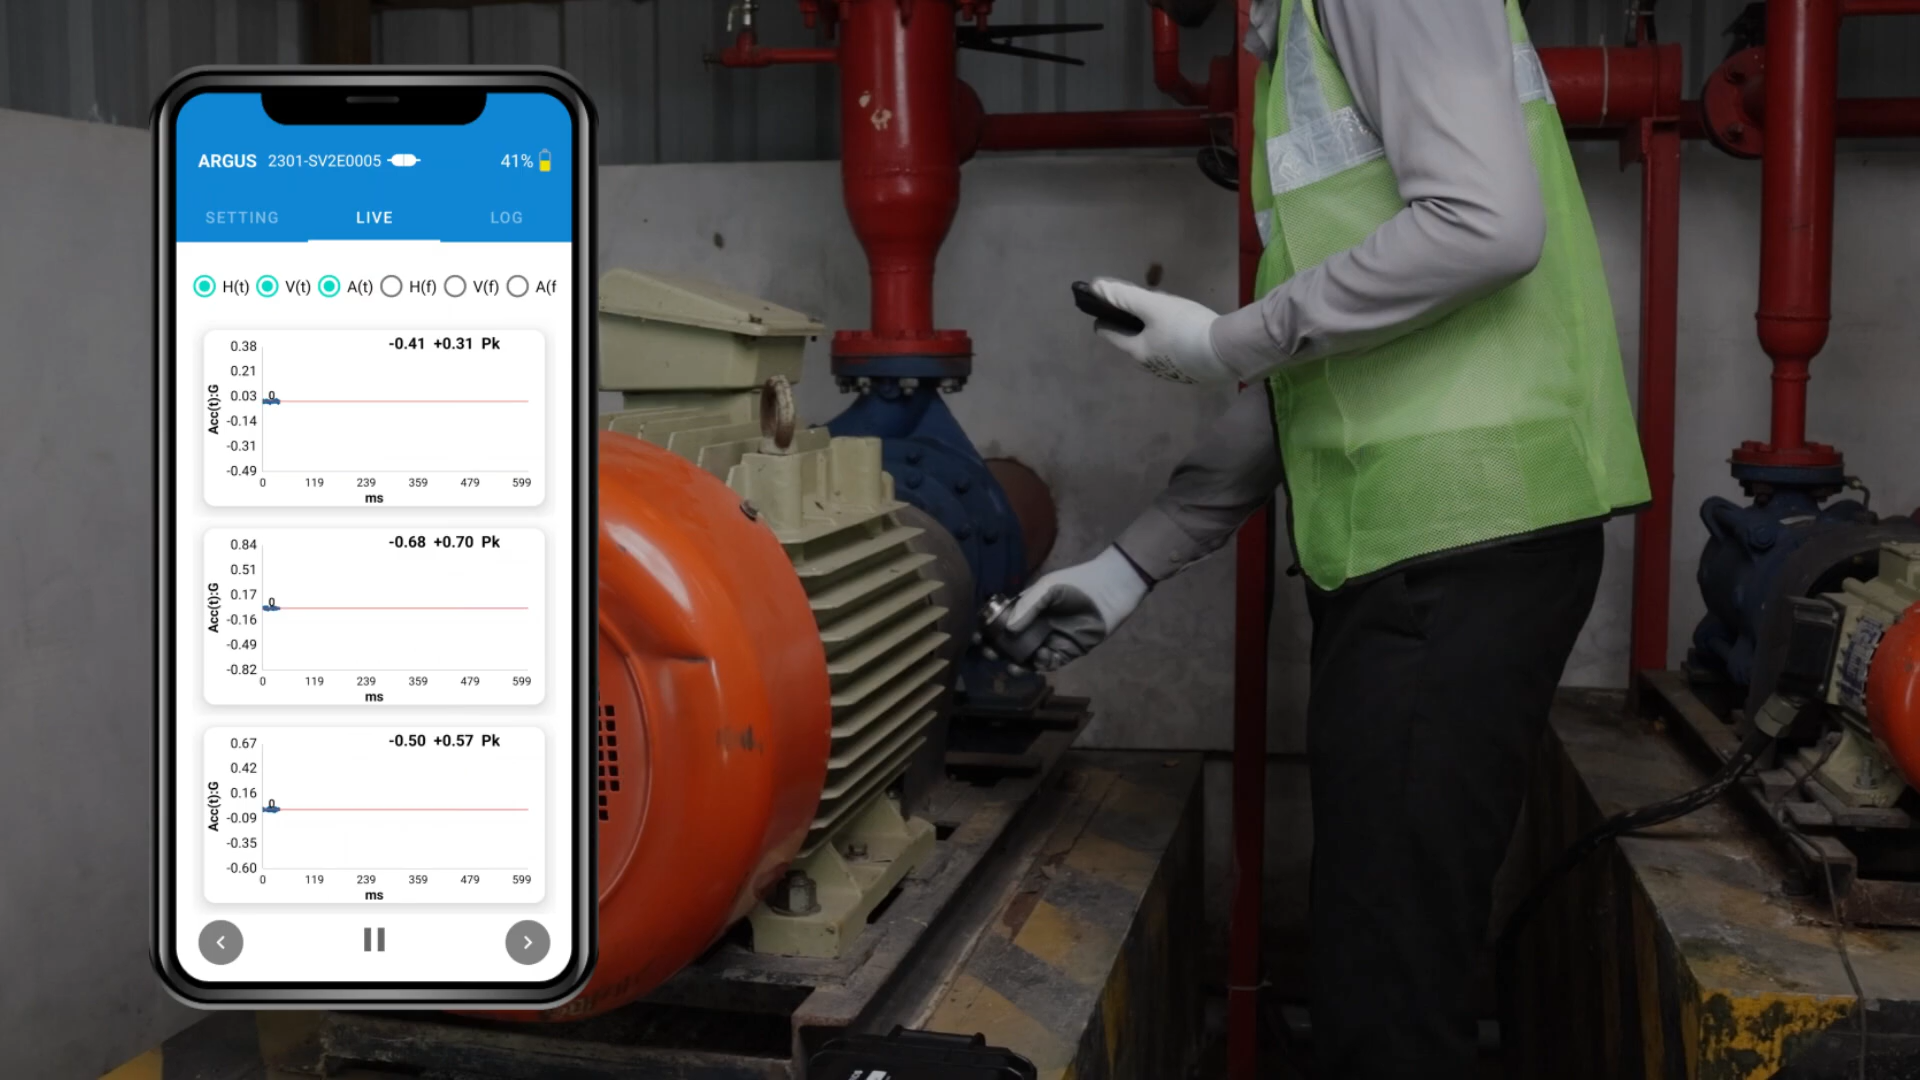 ARGUS 2301-SV2E0005 41%
SETTING LIVE LOG
H(t) V(t) A(t) H(f) V(f) A(f
-0.41 +0.31 Pk
Acc(t):G
0.38
0.21
0.03
-0.14
-0.31
-0.49
0
0 119 239 359 479 599
ms
-0.68 +0.70 Pk
Acc(t):G
0.84
0.51
0.17
-0.16
-0.49
-0.82
0
0 119 239 359 479 599
ms
-0.50 +0.57 Pk
Acc(t):G
0.67
0.42
0.16
-0.09
-0.35
-0.60
0
0 119 239 359 479 599
ms